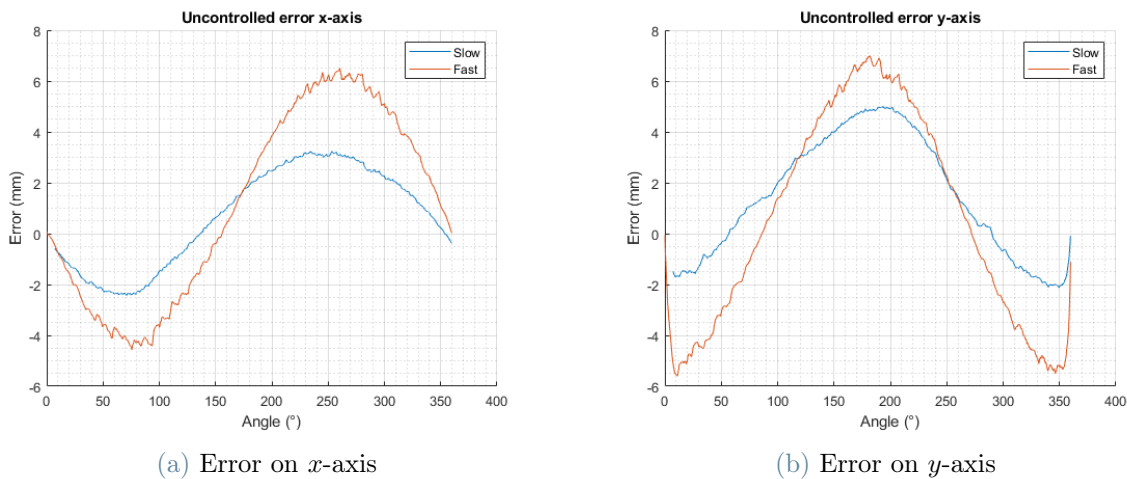 Uncontrolled error x-axis
8
6
4
2
0
-2
-4
-6
0
50
100
150
200
250
300
350
400
Error (mm)
Angle (°)
Slow
Fast
(a) Error on x-axis
Uncontrolled error y-axis
8
6
4
2
0
-2
-4
-6
0
100
200
300
400
50
150
250
350
Error (mm)
Angle (°)
Slow
Fast
(b) Error on y-axis